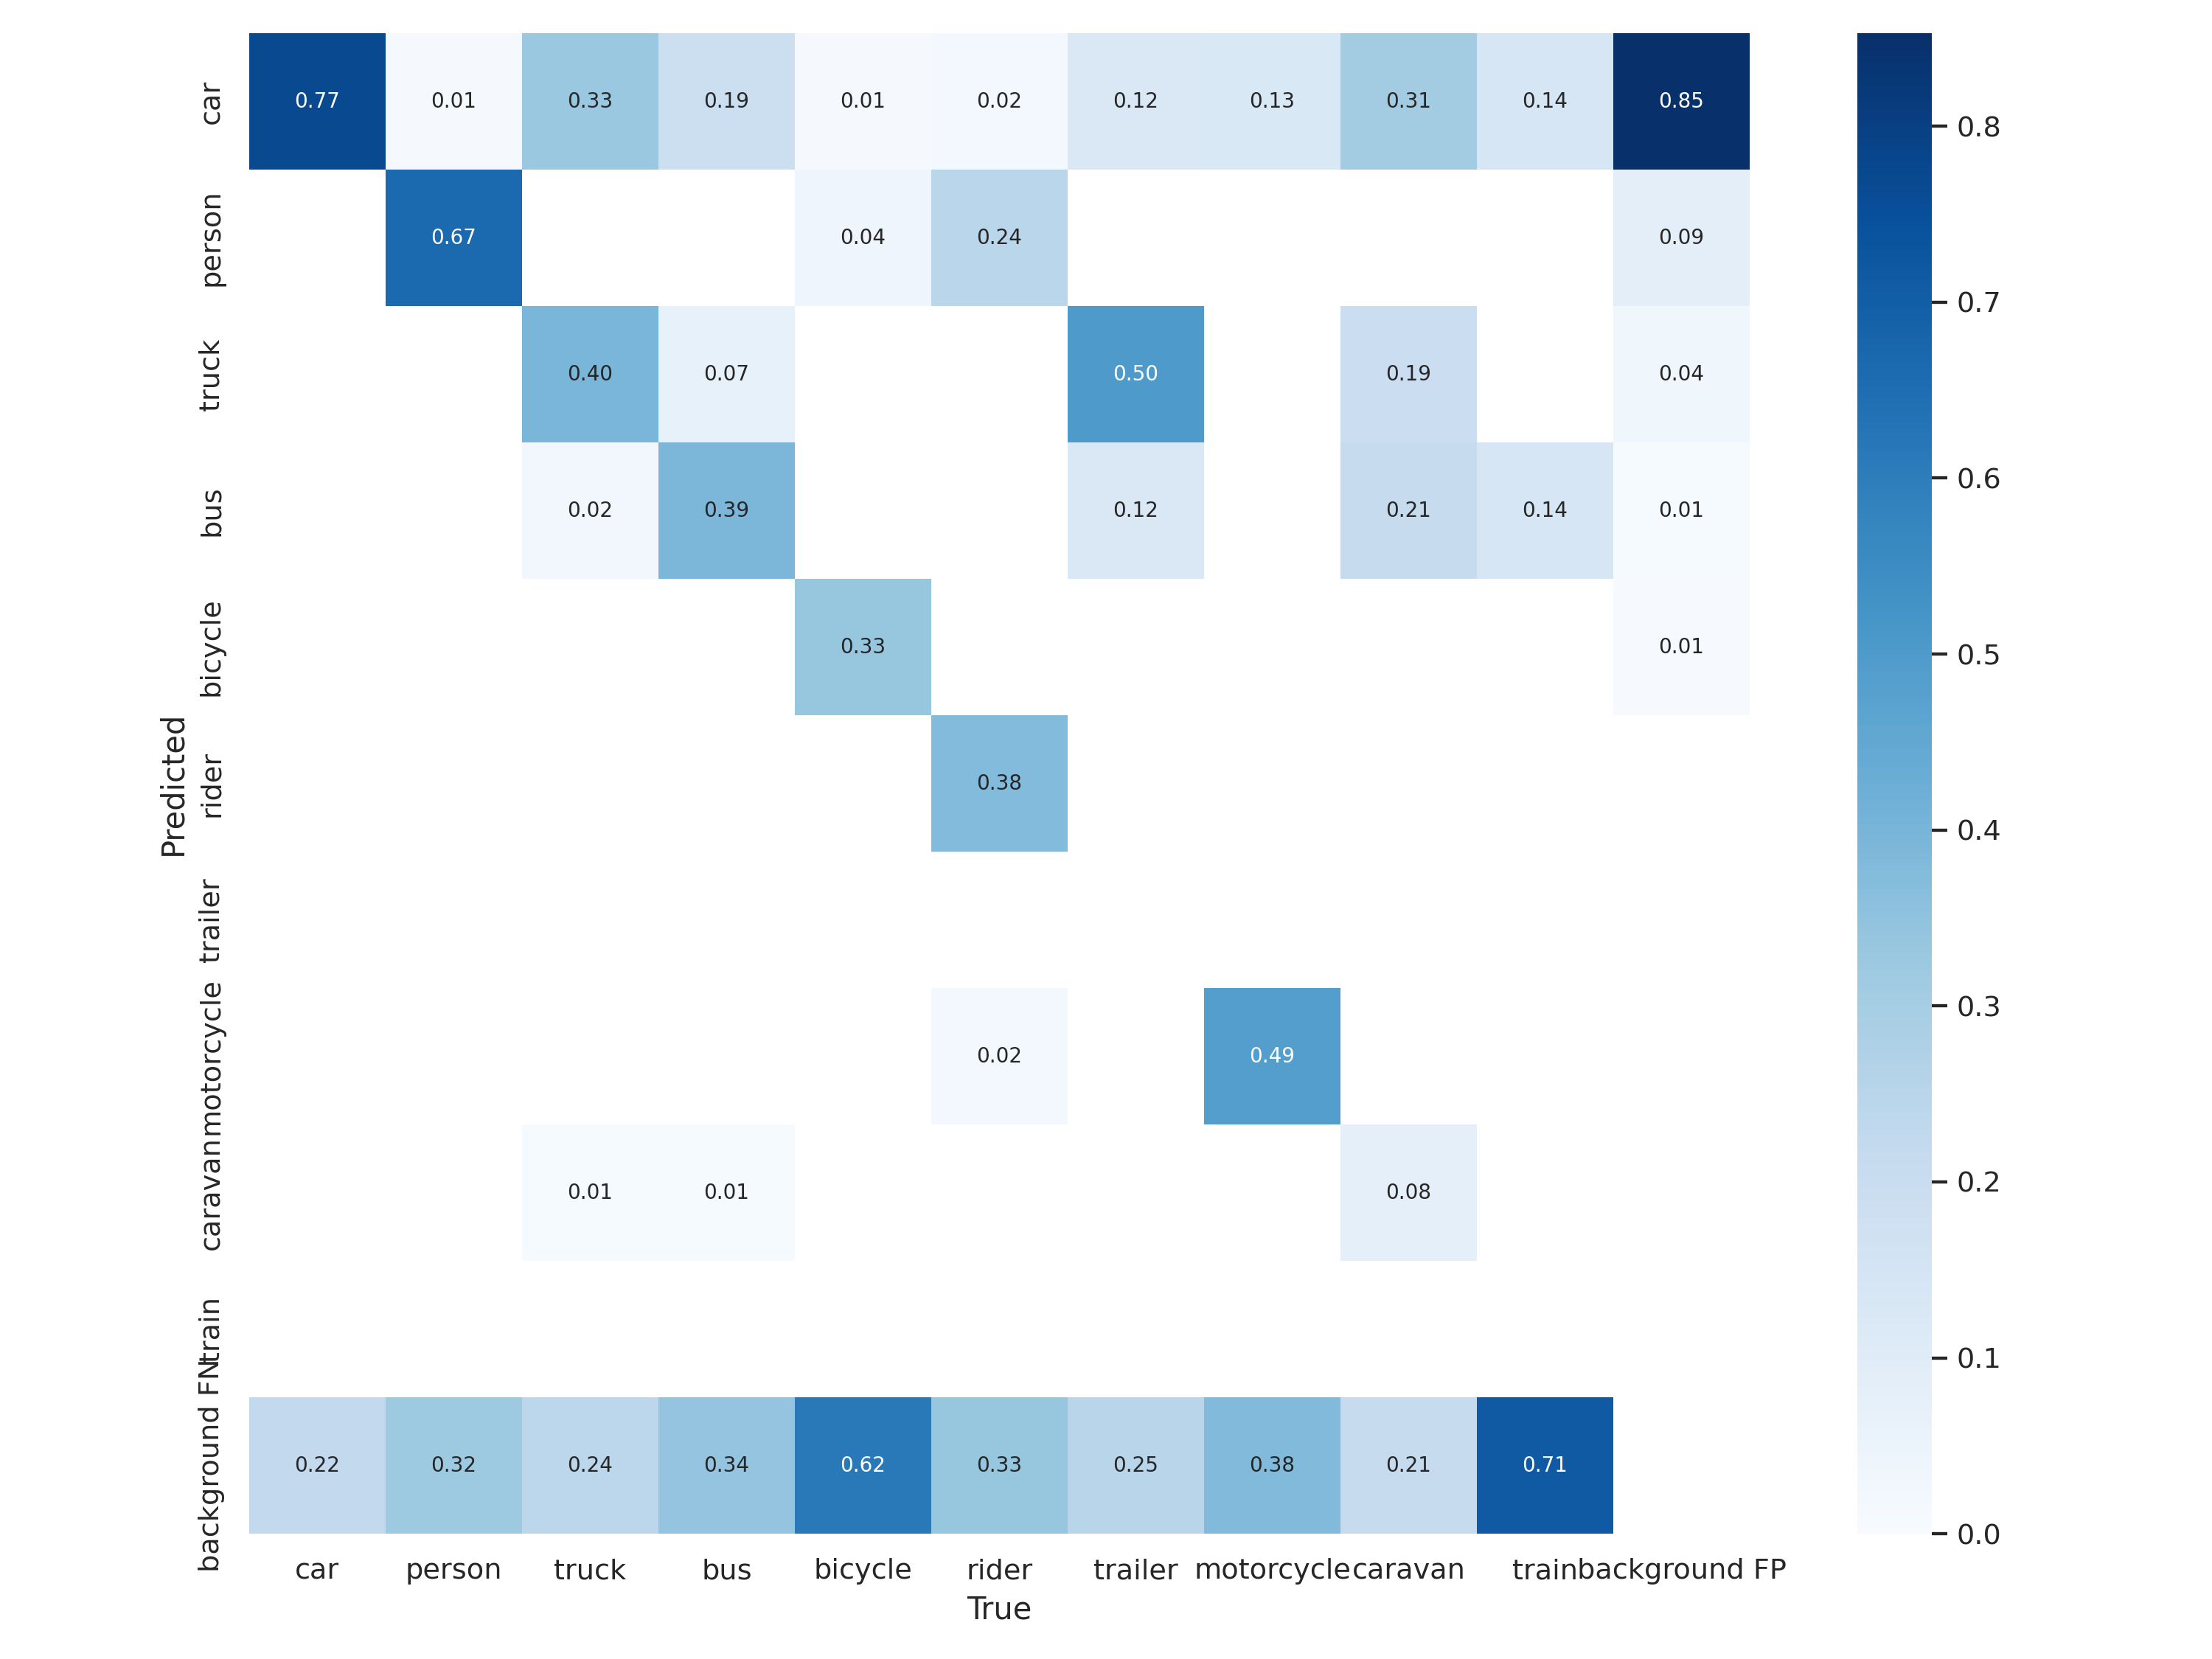 car 0.77 0.01 0.33 0.19 0.01 0.02 0.12 0.13 0.31 0.14 0.85
person 0.67 0.04 0.24 0.09
truck 0.40 0.07 0.50 0.19 0.04
bus 0.02 0.39 0.12 0.21 0.14 0.01
bicycle 0.33 0.01
rider 0.38
trailer
motorcycle 0.02 0.49
caravan 0.01 0.01 0.08
train
background FN 0.22 0.32 0.24 0.34 0.62 0.33 0.25 0.38 0.21 0.71
Predicted
car person truck bus bicycle rider trailer motorcycle caravan train background FP
True
0.8
0.7
0.6
0.5
0.4
0.3
0.2
0.1
0.0